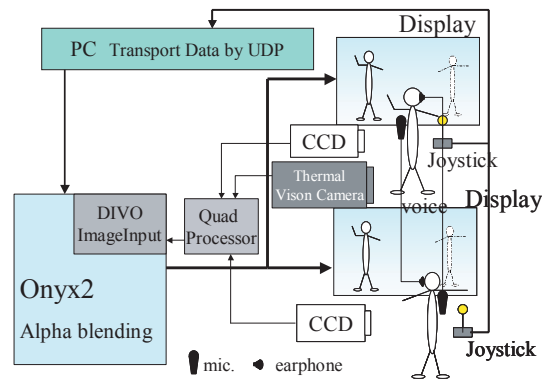 Display
PC Transport Data by UDP
CCD
Joystick
Thermal
Vison Camera
Display
voice
DIVO
ImageInput
Quad
Processor
Onyx2
Alpha blending
CCD
Joystick
mic. earphone